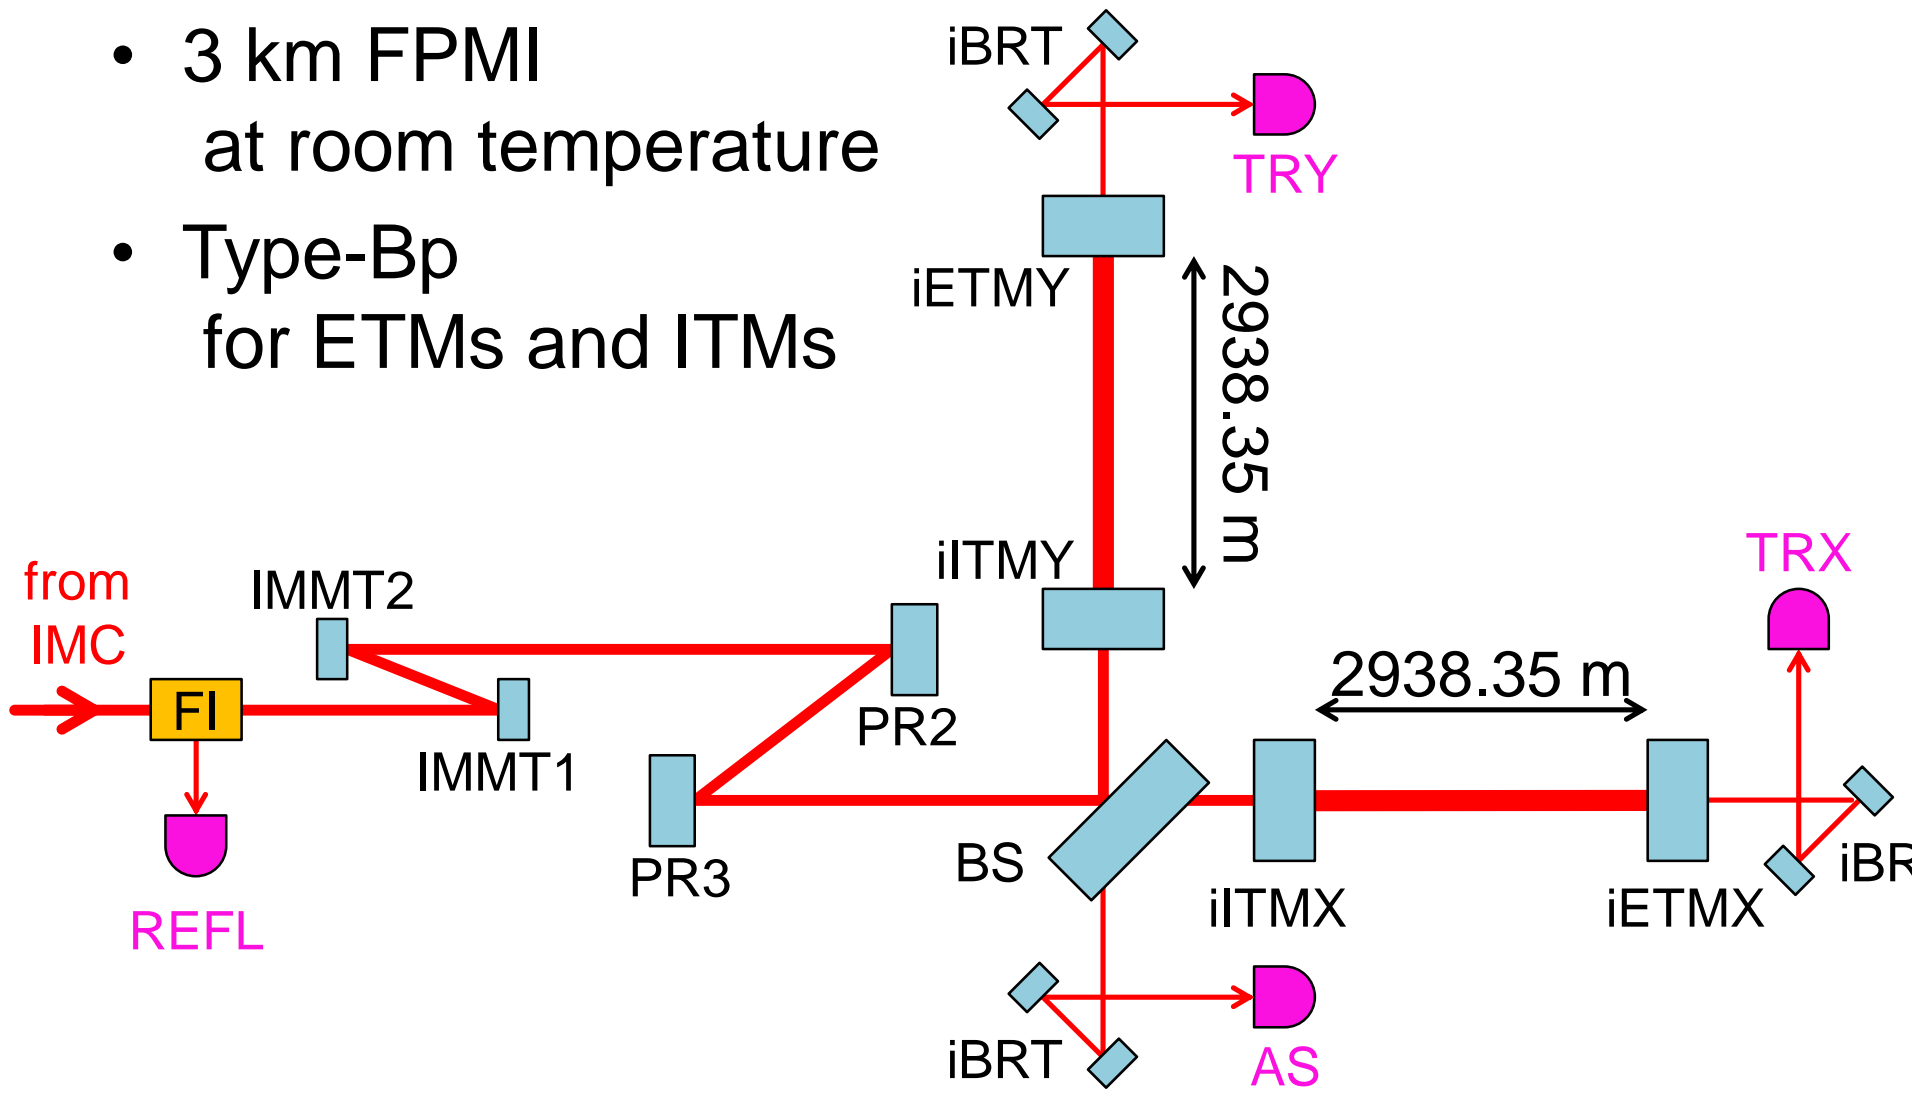 • 3 km FPMI
at room temperature
• Type-Bp
for ETMs and ITMs
iBRT
TRY
iETMY
2938.35 m
iITMY
TRX
from
IMC
IMMT2
FI
IMMT1
PR2
2938.35 m
PR3
BS
iITMX
iETMX
iBR
REFL
iBRT
AS